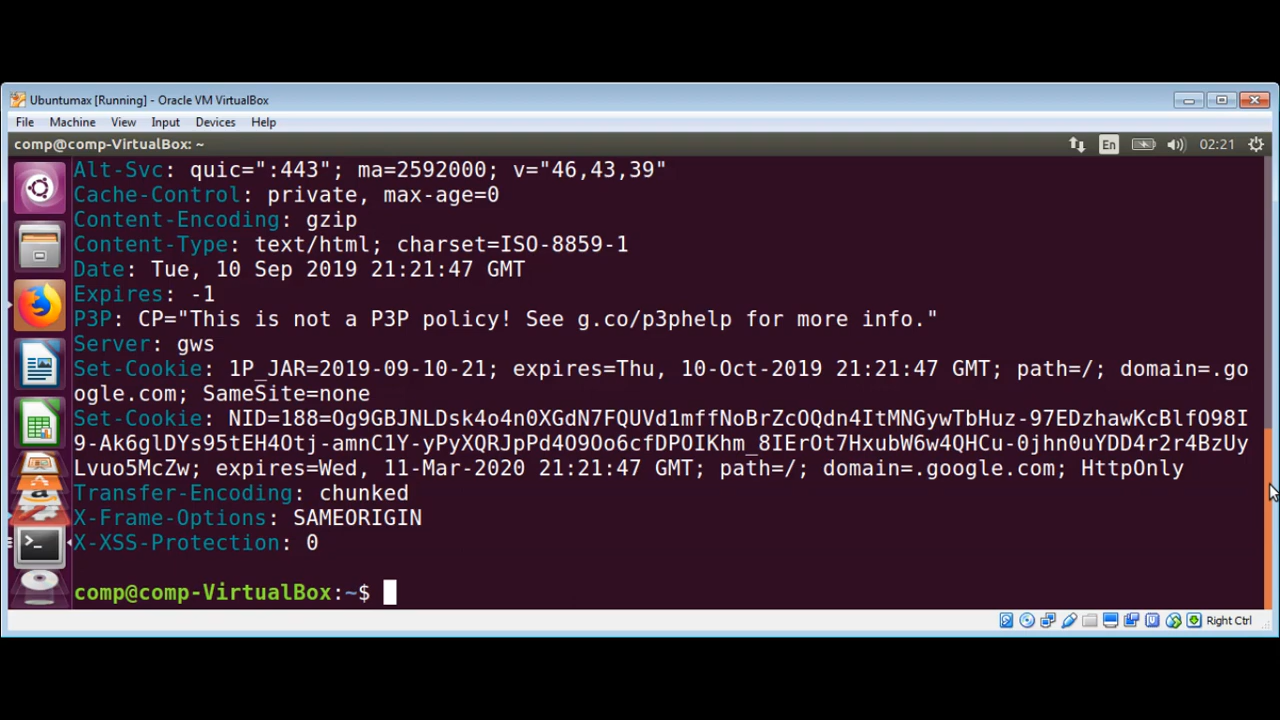 Ubuntumax [Running] - Oracle VM VirtualBox
File Machine View Input Devices Help
comp@comp-VirtualBox: ~ En 02:21
Alt-Svc: quic=":443"; ma=2592000; v="46,43,39"
Cache-Control: private, max-age=0
Content-Encoding: gzip
Content-Type: text/html; charset=ISO-8859-1
Date: Tue, 10 Sep 2019 21:21:47 GMT
Expires: -1
P3P: CP="This is not a P3P policy! See g.co/p3phelp for more info."
Server: gws
Set-Cookie: 1P_JAR=2019-09-10-21; expires=Thu, 10-Oct-2019 21:21:47 GMT; path=/; domain=.go
ogle.com; SameSite=none
Set-Cookie: NID=188=Og9GBJNLDsk4o4n0XGdN7FQUVd1mffNoBrZcOQdn4ItMNGywTbHuz-97EDzhawKcBlfO98I
9-Ak6glDYs95tEH4Otj-amnC1Y-yPyXQRJpPd4O9Oo6cfDPOIKhm_8IErOt7HxubW6w4QHCu-0jhn0uYDD4r2r4BzUy
Lvuo5McZw; expires=Wed, 11-Mar-2020 21:21:47 GMT; path=/; domain=.google.com; HttpOnly
Transfer-Encoding: chunked
X-Frame-Options: SAMEORIGIN
X-XSS-Protection: 0
comp@comp-VirtualBox:~$
Right Ctrl